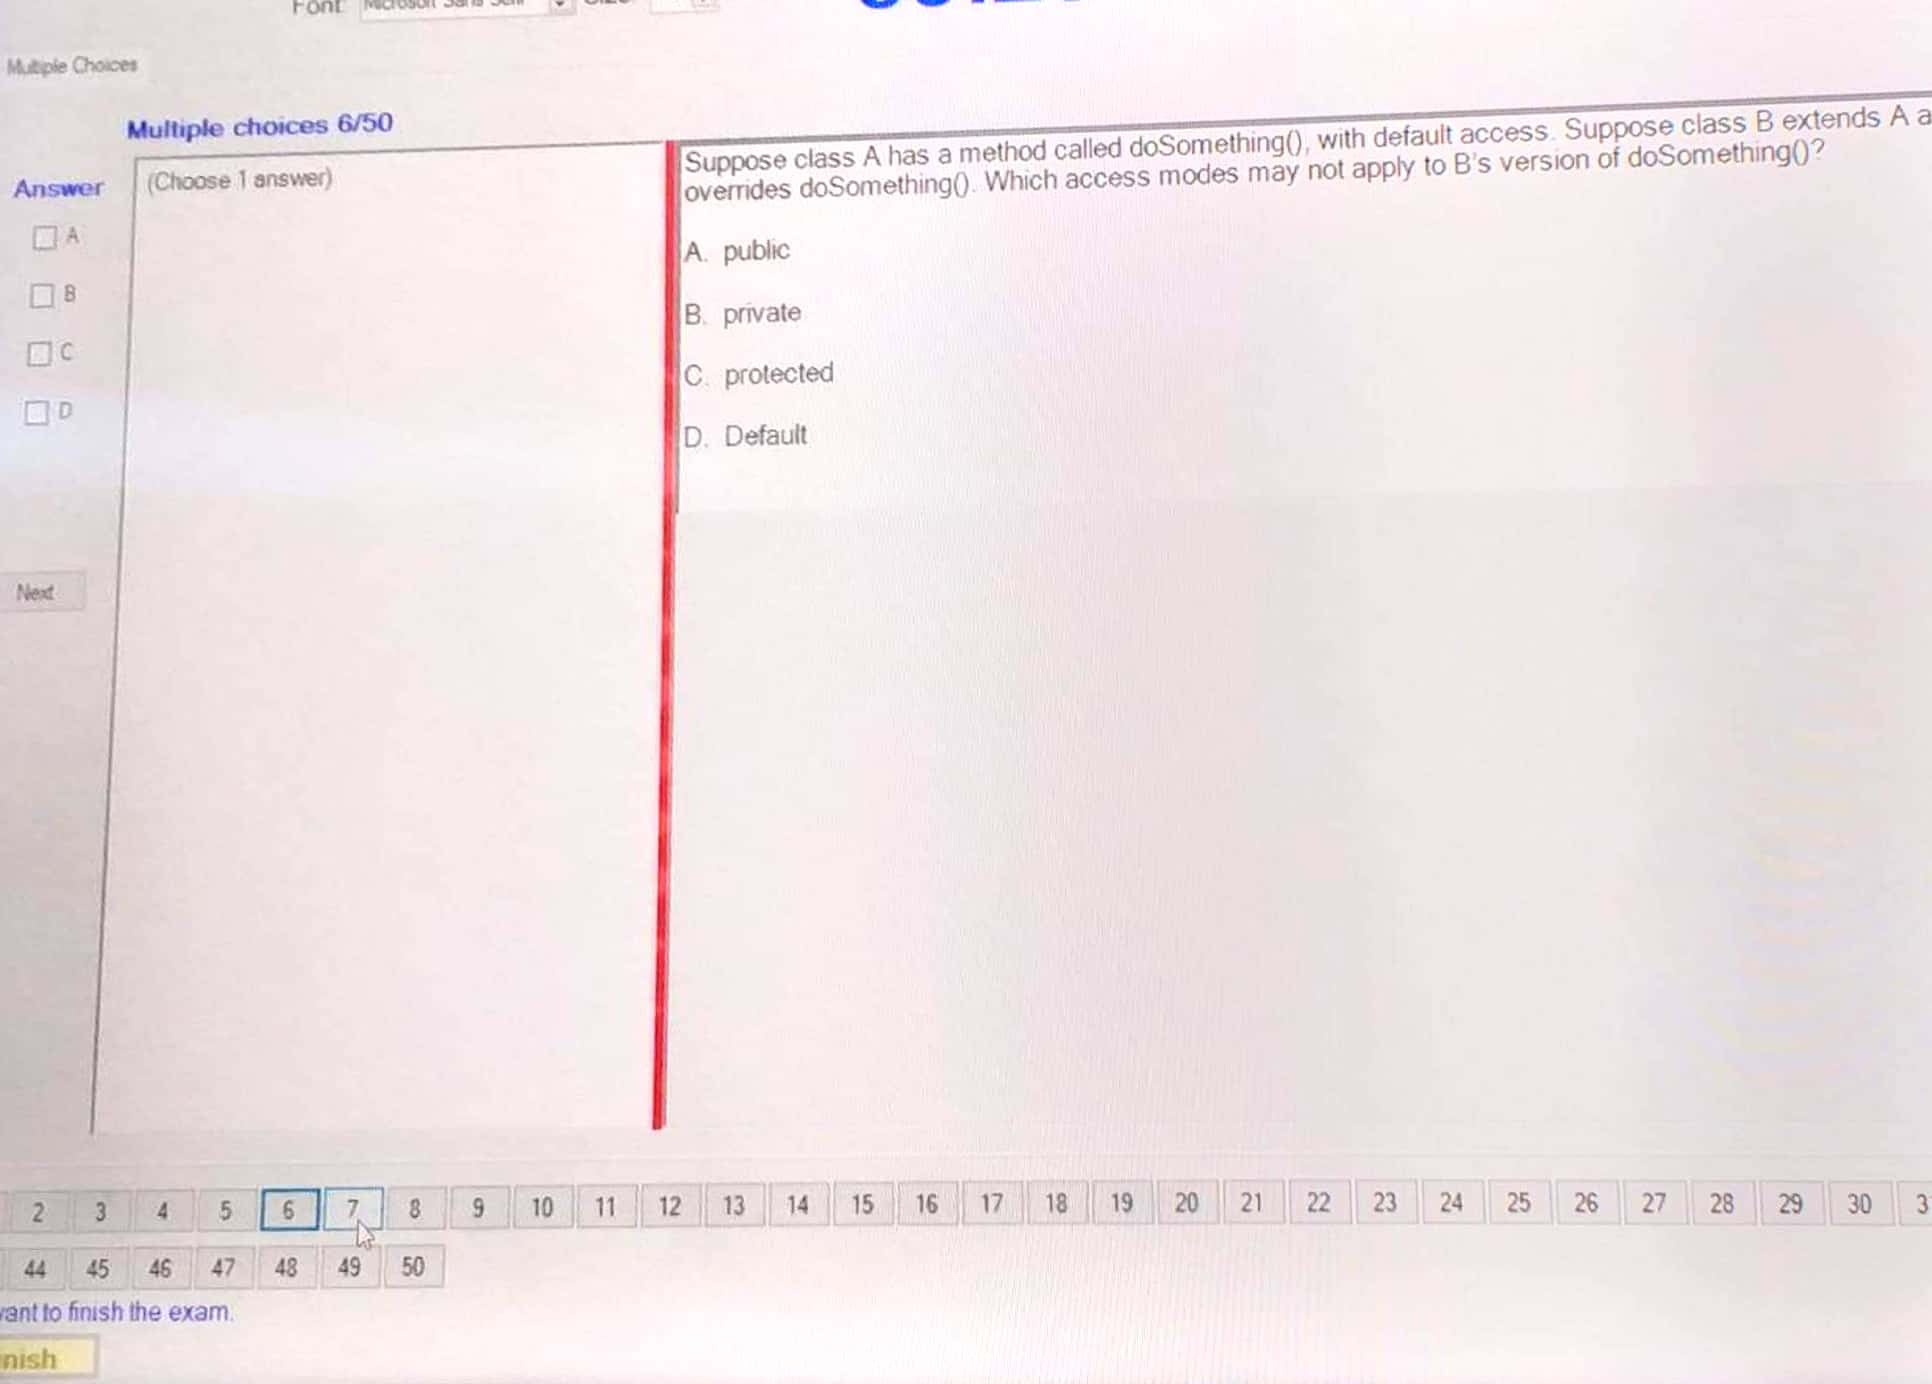 Font
Multiple Choices
Multiple choices 6/50
Answer
(Choose 1 answer)
A
B
C
D
Next
Suppose class A has a method called doSomething(), with default access. Suppose class B extends A a
overrides doSomething(). Which access modes may not apply to B's version of doSomething()?
A. public
B. private
C. protected
D. Default
2 3 4 5 6 7 8 9 10 11 12 13 14 15 16 17 18 19 20 21 22 23 24 25 26 27 28 29 30 3
44 45 46 47 48 49 50
ant to finish the exam.
nish